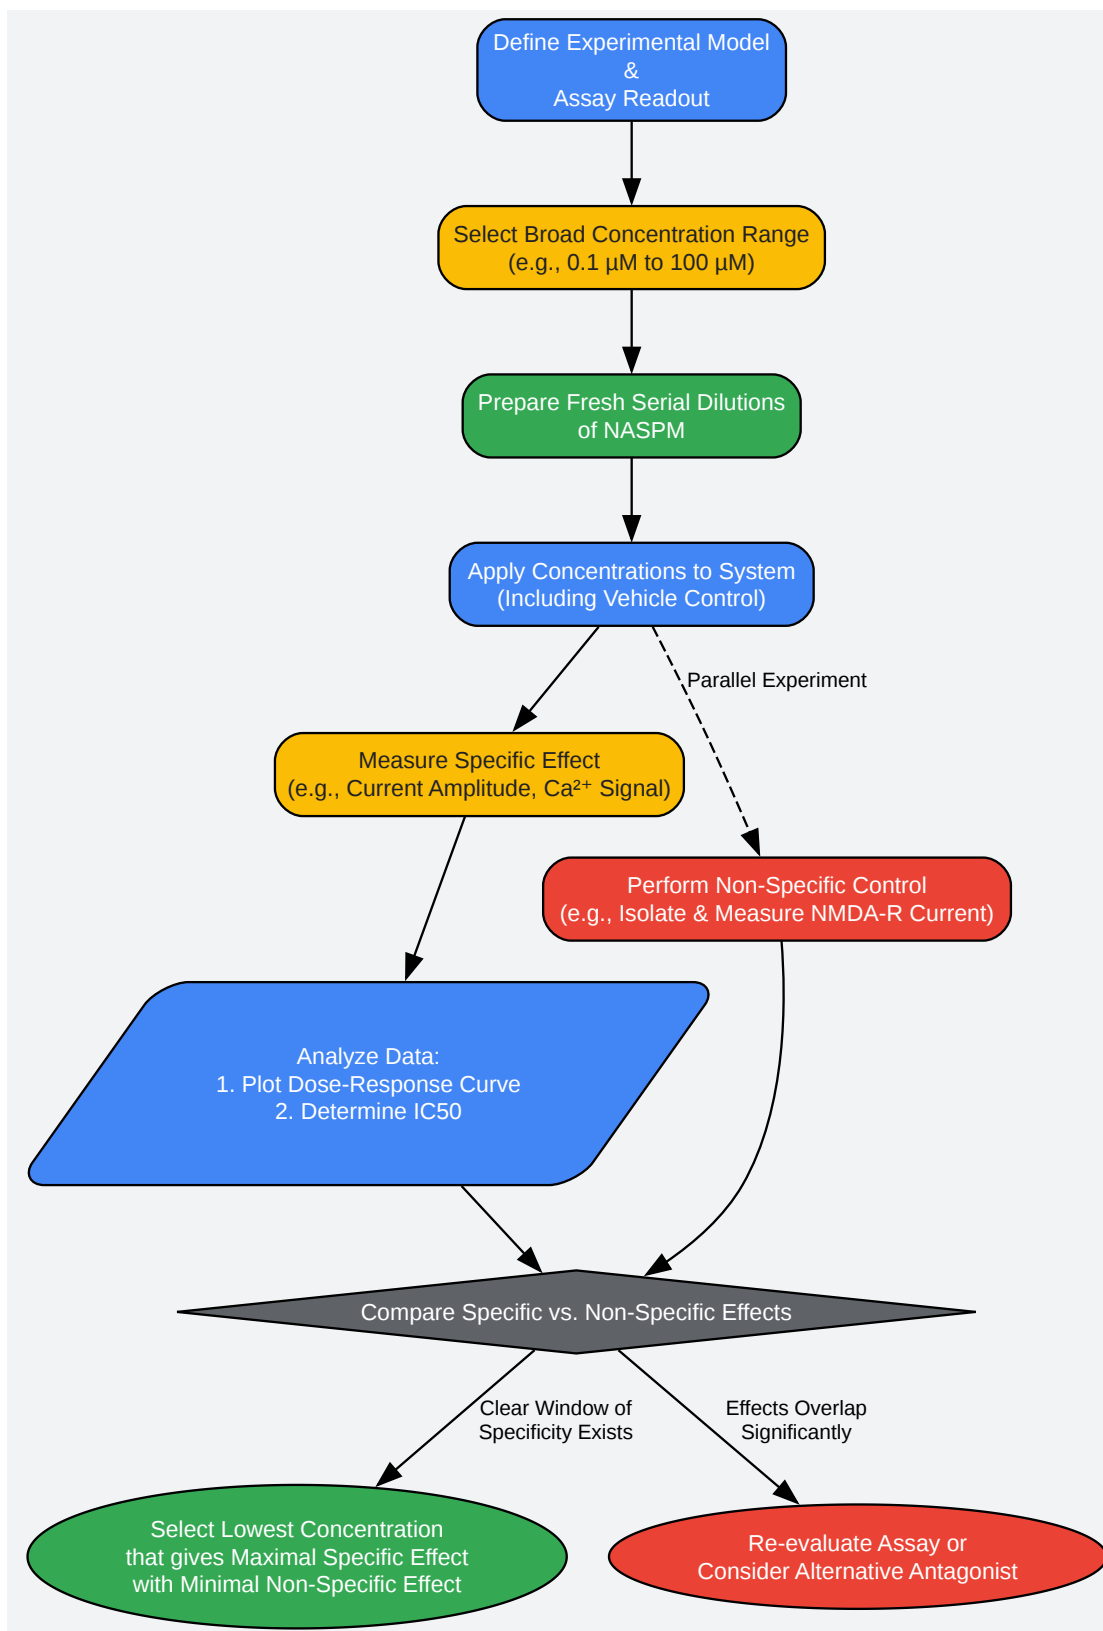 Define Experimental Model
&
Assay Readout
Select Broad Concentration Range
(e.g., 0.1 µM to 100 µM)
Prepare Fresh Serial Dilutions
of NASPM
Apply Concentrations to System
(Including Vehicle Control)
Parallel Experiment
Measure Specific Effect
(e.g., Current Amplitude, Ca²⁺ Signal)
Perform Non-Specific Control
(e.g., Isolate & Measure NMDA-R Current)
Analyze Data:
1. Plot Dose-Response Curve
2. Determine IC50
Compare Specific vs. Non-Specific Effects
Clear Window of
Specificity Exists
Effects Overlap
Significantly
Select Lowest Concentration
that gives Maximal Specific Effect
with Minimal Non-Specific Effect
Re-evaluate Assay or
Consider Alternative Antagonist